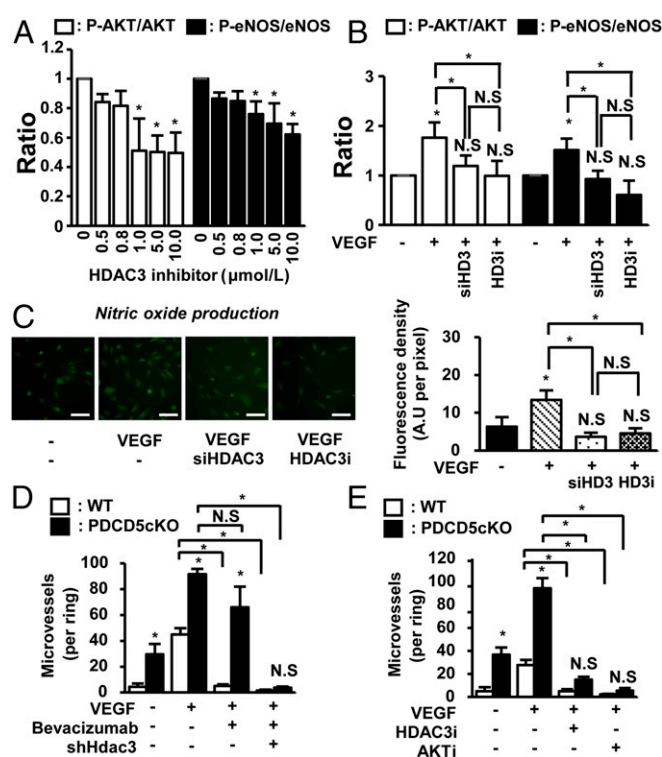 A
□: P-AKT/AKT ■: P-eNOS/eNOS
Ratio
1
0.8
0.6
0.4
0.2
0
* * * * * *
0 0.5 0.8 1.0 5.0 10.0 0 0.5 0.8 1.0 5.0 10.0
HDAC3 inhibitor (μmol/L)
B
□: P-AKT/AKT ■: P-eNOS/eNOS
Ratio
3
2
1
0
* *
* N.S * N.S
* N.S N.S * N.S N.S
VEGF - + + + - + + +
siHD3 HD3i siHD3 HD3i
C
Nitric oxide production
- VEGF VEGF VEGF
- - siHDAC3 HDAC3i
Fluorescence density
(A.U per pixel)
30
20
10
0
*
* N.S
* N.S N.S
VEGF - + + +
siHD3 HD3i
D
□: WT
■: PDCD5cKO
Microvessels
(per ring)
100
80
60
40
20
0
*
N.S
*
*
* * * N.S
VEGF - + + +
Bevacizumab - - + +
shHdac3 - - - +
E
□: WT
■: PDCD5cKO
Microvessels
(per ring)
120
100
80
60
40
20
0
*
*
*
*
* * N.S N.S
VEGF - + + +
HDAC3i - - + -
AKTi - - - +